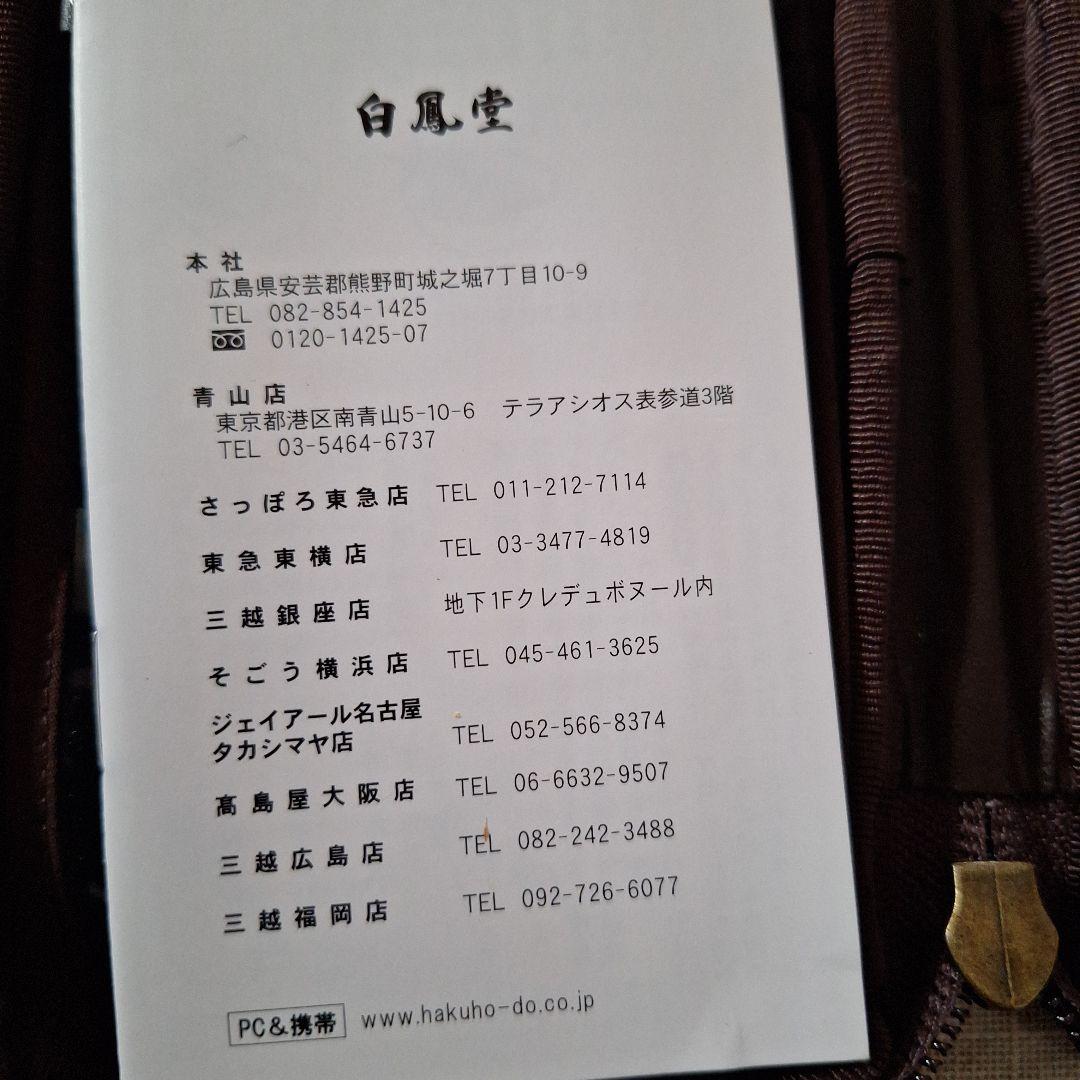 白鳳堂
本社
広島県安芸郡熊野町城之堀7丁目10-9
TEL 082-854-1425
0120-1425-07
青山店
東京都港区南青山5-10-6 テラアシオス表参道3階
TEL 03-5464-6737
さっぽろ東急店 TEL 011-212-7114
東急東横店 TEL 03-3477-4819
三越銀座店 地下1Fクレデュボヌール内
そごう横浜店 TEL 045-461-3625
ジェイアール名古屋
タカシマヤ店 TEL 052-566-8374
髙島屋大阪店 TEL 06-6632-9507
三越広島店 TEL 082-242-3488
三越福岡店 TEL 092-726-6077
PC&携帯 www.hakuho-do.co.jp